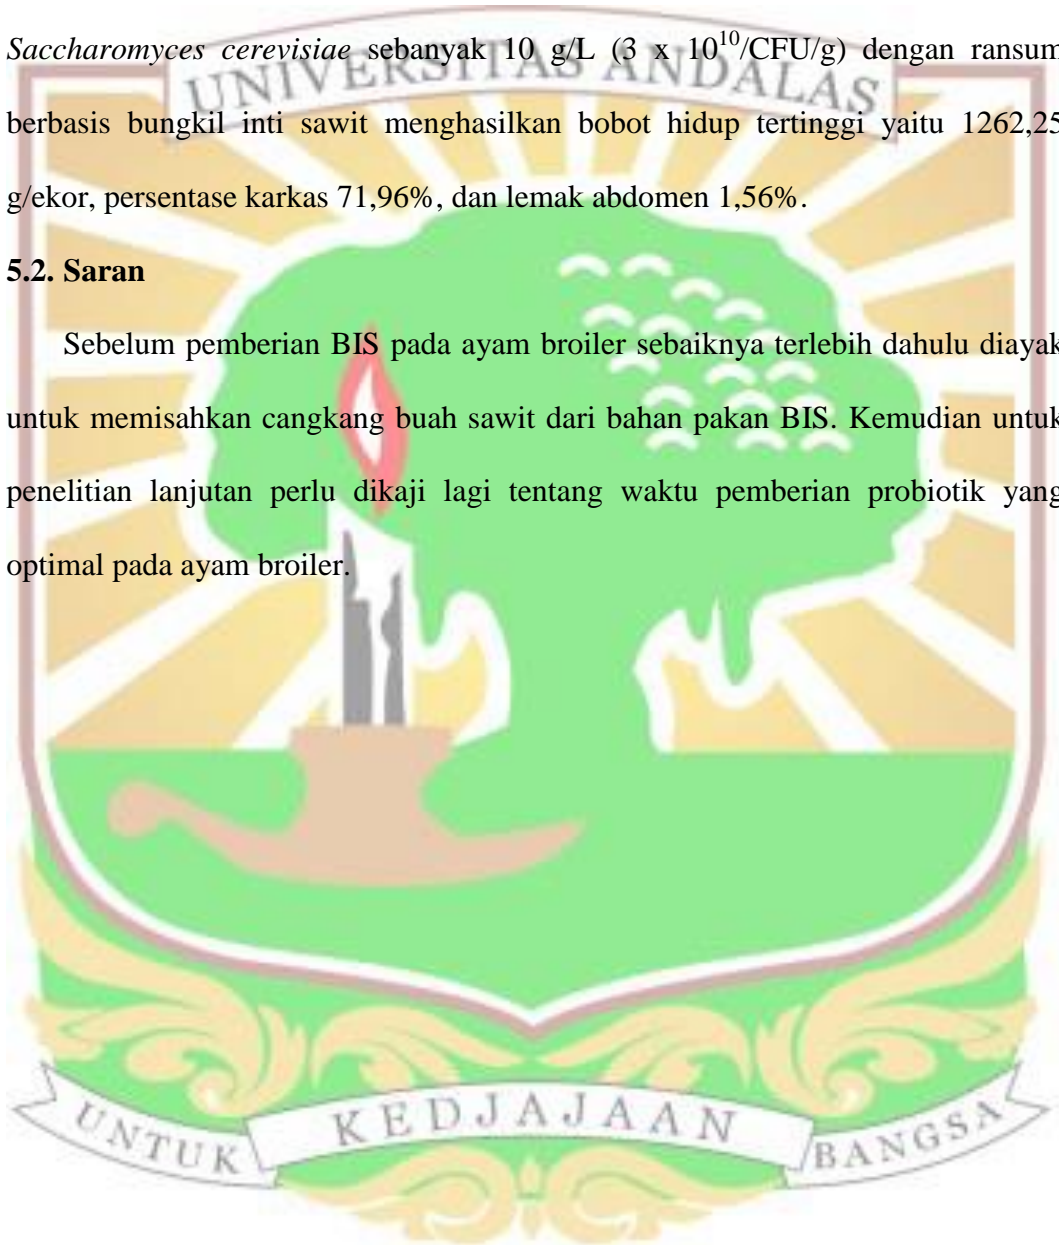 Saccharomyces cerevisiae sebanyak 10 g/L (3 x 10^10/CFU/g) dengan ransum
UNIVERSITAS ANDALAS
berbasis bungkil inti sawit menghasilkan bobot hidup tertinggi yaitu 1262,25
g/ekor, persentase karkas 71,96%, dan lemak abdomen 1,56%.
5.2. Saran
Sebelum pemberian BIS pada ayam broiler sebaiknya terlebih dahulu diayak
untuk memisahkan cangkang buah sawit dari bahan pakan BIS. Kemudian untuk
penelitian lanjutan perlu dikaji lagi tentang waktu pemberian probiotik yang
optimal pada ayam broiler.
UNTUK KEDJAJAAN BANGSA